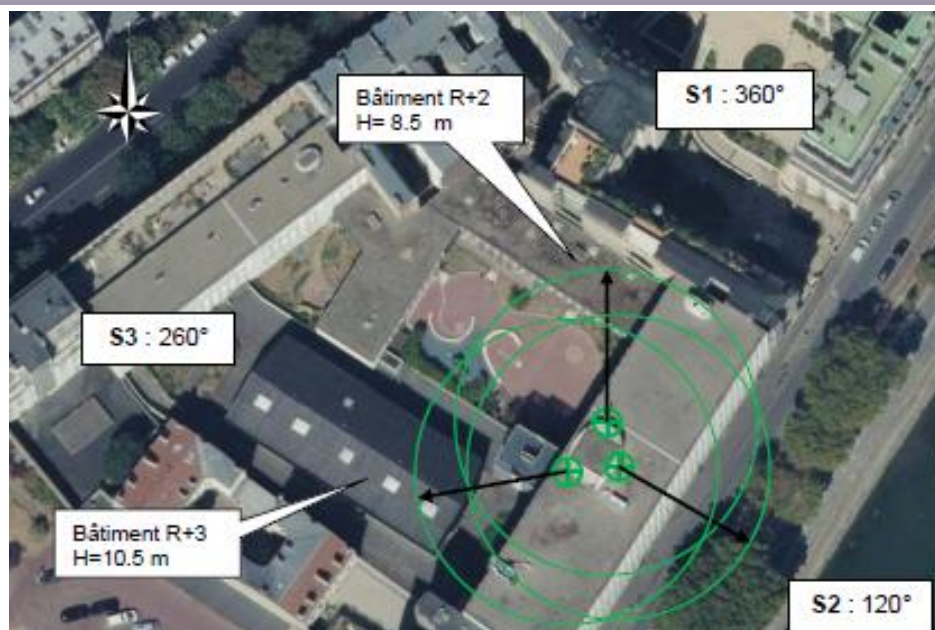 Bâtiment R+2
H= 8.5 m
S1 : 360°
S3 : 260°
Bâtiment R+3
H=10.5 m
S2 : 120°